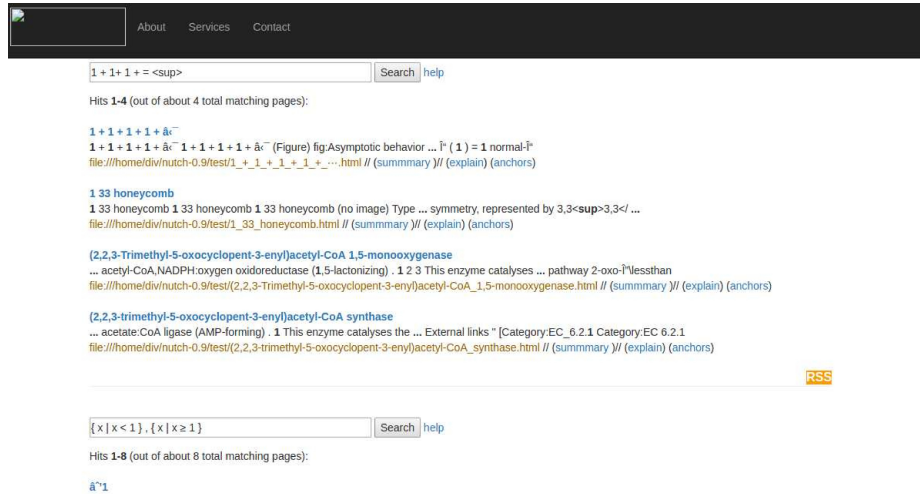 About Services Contact
1 + 1+ 1 + = <sup> Search help
Hits 1-4 (out of about 4 total matching pages):
1 + 1 + 1 + 1 + â‹¯
1 + 1 + 1 + 1 + â‹¯ 1 + 1 + 1 + 1 + â‹¯ (Figure) fig:Asymptotic behavior ... Î“ ( 1 ) = 1 normal-Î“
file:///home/div/nutch-0.9/test/1_+_1_+_1_+_1_+_⋯.html // (summmary )// (explain) (anchors)
1 33 honeycomb
1 33 honeycomb 1 33 honeycomb 1 33 honeycomb (no image) Type ... symmetry, represented by 3,3<sup>3,3</ ...
file:///home/div/nutch-0.9/test/1_33_honeycomb.html // (summmary )// (explain) (anchors)
(2,2,3-Trimethyl-5-oxocyclopent-3-enyl)acetyl-CoA 1,5-monooxygenase
... acetyl-CoA,NADPH:oxygen oxidoreductase (1,5-lactonizing) . 1 2 3 This enzyme catalyses ... pathway 2-oxo-Î”\lessthan
file:///home/div/nutch-0.9/test/(2,2,3-Trimethyl-5-oxocyclopent-3-enyl)acetyl-CoA_1,5-monooxygenase.html // (summmary )// (explain) (anchors)
(2,2,3-trimethyl-5-oxocyclopent-3-enyl)acetyl-CoA synthase
... acetate:CoA ligase (AMP-forming) . 1 This enzyme catalyses the ... External links " [Category:EC_6.2.1 Category:EC 6.2.1
file:///home/div/nutch-0.9/test/(2,2,3-trimethyl-5-oxocyclopent-3-enyl)acetyl-CoA_synthase.html // (summmary )// (explain) (anchors)
RSS
{ x | x < 1 } , { x | x ≥ 1 } Search help
Hits 1-8 (out of about 8 total matching pages):
âˆ’1